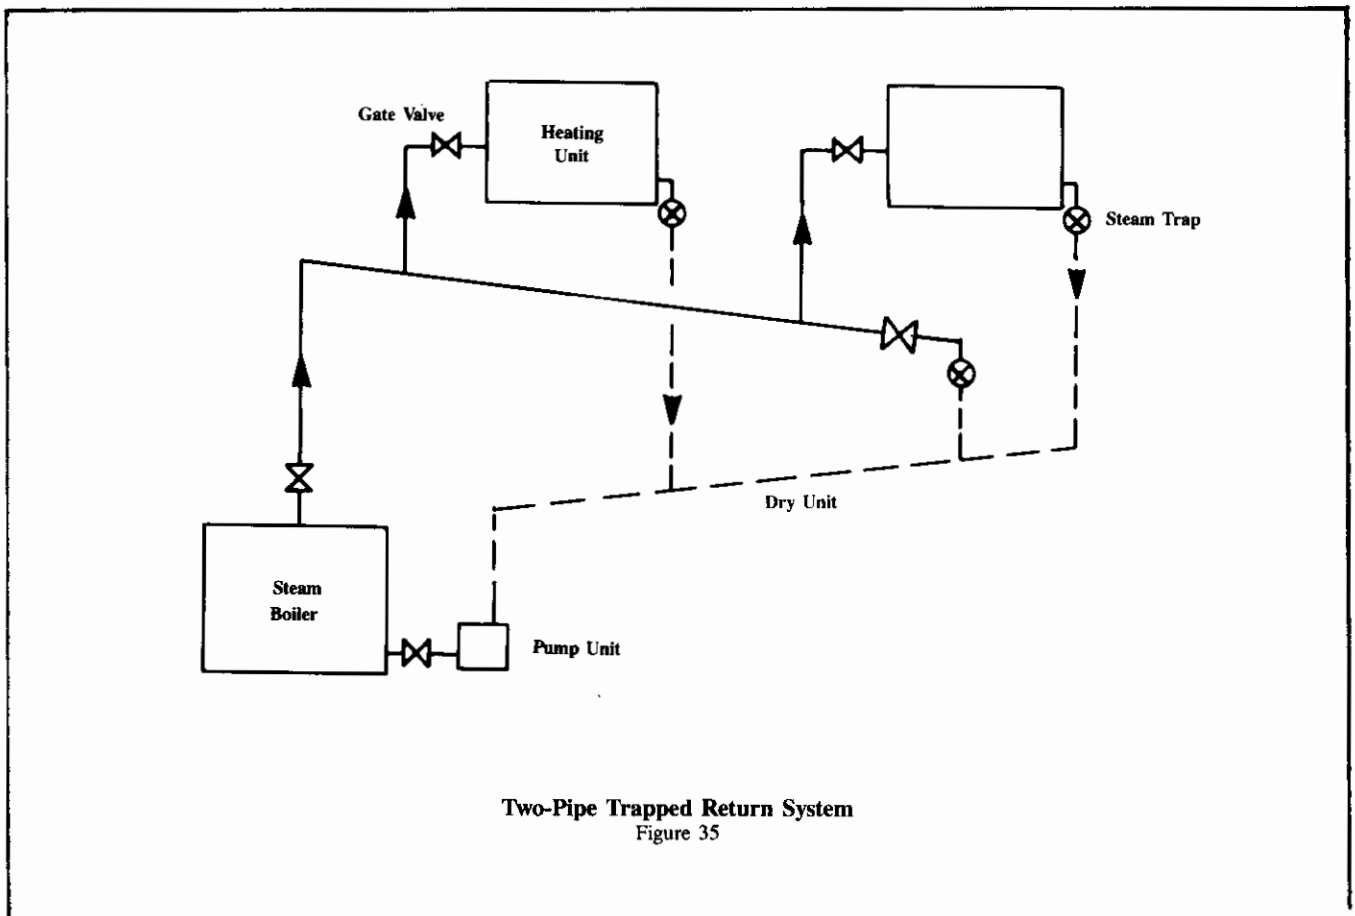 Gate Valve
Heating
Unit
Steam Trap
Dry Unit
Steam
Boiler
Pump Unit
Two-Pipe Trapped Return System
Figure 35